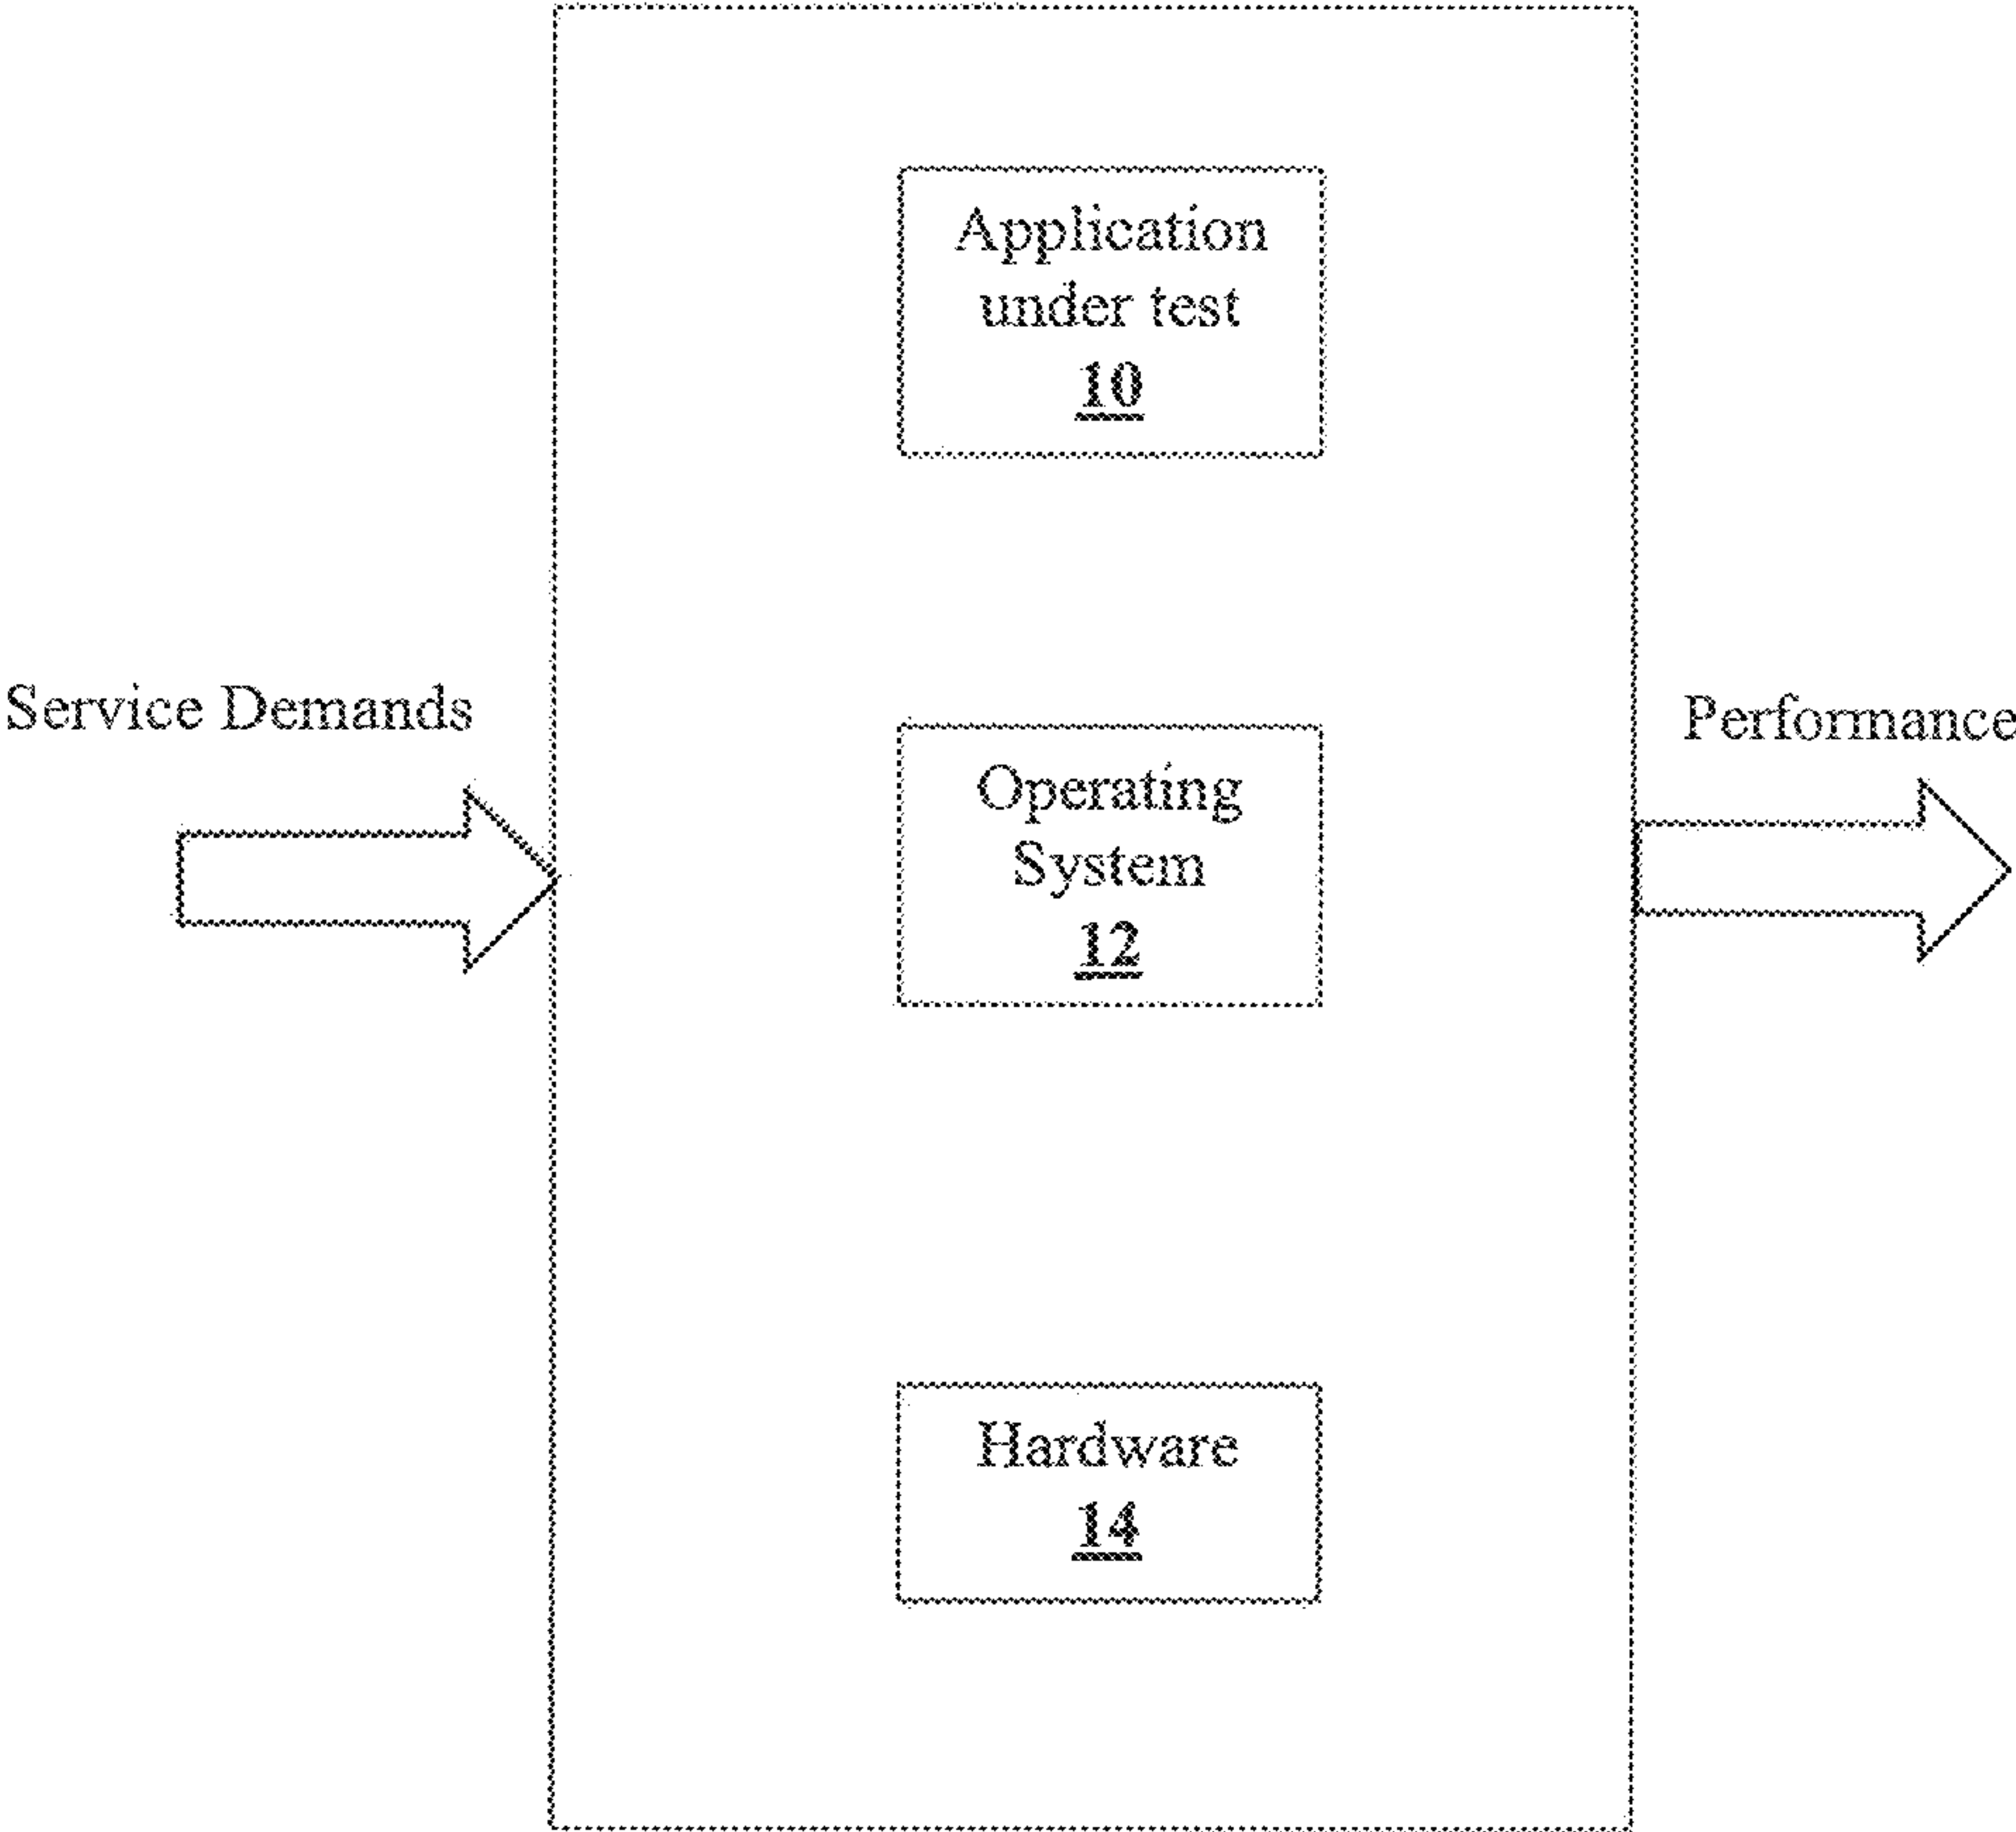 Application
under test
10
Service Demands
Performance
Operating
System
12
Hardware
14